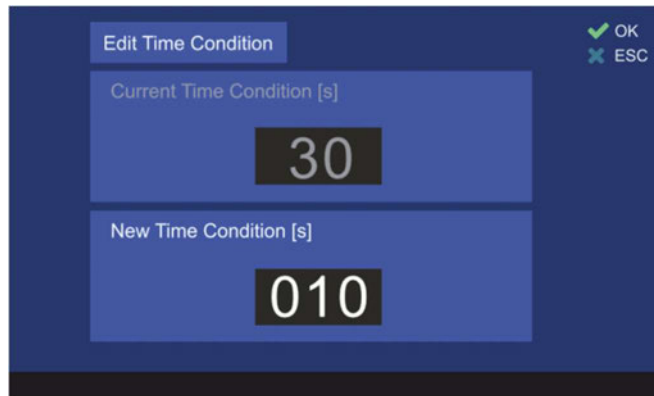 Edit Time Condition
OK
ESC
Current Time Condition [s]
30
New Time Condition [s]
010